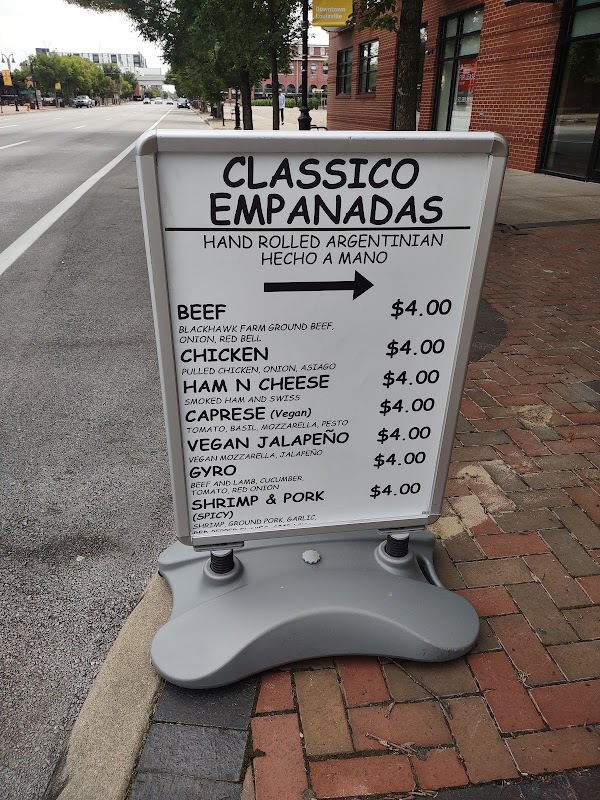 Downtown
CLASSICO
EMPANADAS
HAND ROLLED ARGENTINIAN
HECHO A MANO
BEEF $4.00
BLACKHAWK FARM GROUND BEEF,
ONION, RED BELL
CHICKEN $4.00
PULLED CHICKEN, ONION, ASIAGO
HAM N CHEESE $4.00
SMOKED HAM AND SWISS
CAPRESE (Vegan) $4.00
TOMATO, BASIL, MOZZARELLA, PESTO
VEGAN JALAPEÑO $4.00
VEGAN MOZZARELLA, JALAPEÑO
GYRO $4.00
BEEF AND LAMB, CUCUMBER,
TOMATO, RED ONION
SHRIMP & PORK $4.00
(SPICY)
SHRIMP, GROUND PORK, GARLIC,